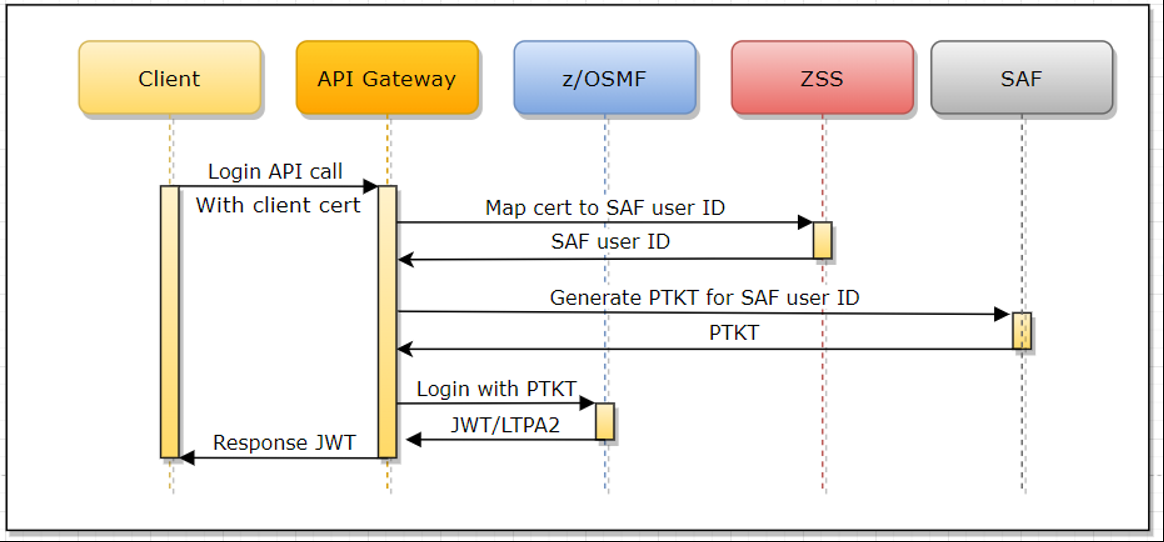 Client
API Gateway
z/OSMF
ZSS
SAF
Login API call
With client cert
Map cert to SAF user ID
SAF user ID
Generate PTKT for SAF user ID
PTKT
Login with PTKT
JWT/LTPA2
Response JWT